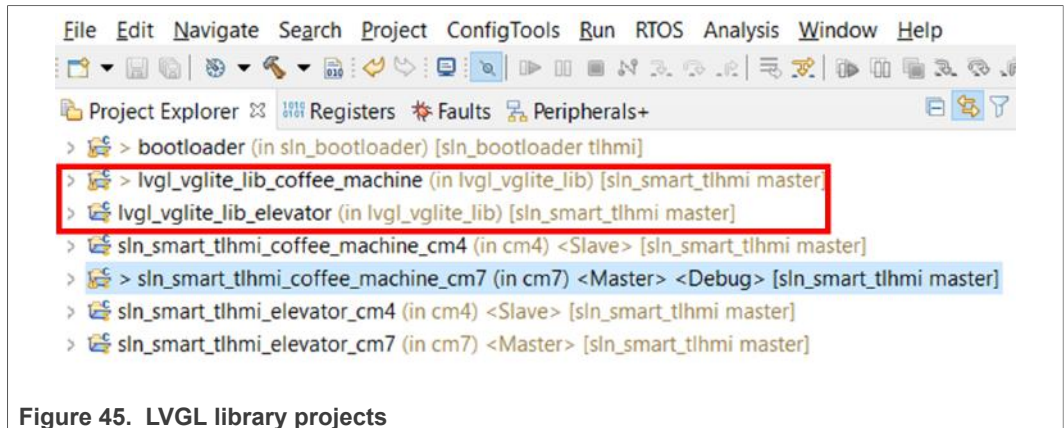 File Edit Navigate Search Project ConfigTools Run RTOS Analysis Window Help
Project Explorer Registers Faults Peripherals+
> bootloader (in sln_bootloader) [sln_bootloader tlhmi]
> lvgl_vglite_lib_coffee_machine (in lvgl_vglite_lib) [sln_smart_tlhmi master]
lvgl_vglite_lib_elevator (in lvgl_vglite_lib) [sln_smart_tlhmi master]
sln_smart_tlhmi_coffee_machine_cm4 (in cm4) <Slave> [sln_smart_tlhmi master]
> sln_smart_tlhmi_coffee_machine_cm7 (in cm7) <Master> <Debug> [sln_smart_tlhmi master]
sln_smart_tlhmi_elevator_cm4 (in cm4) <Slave> [sln_smart_tlhmi master]
sln_smart_tlhmi_elevator_cm7 (in cm7) <Master> [sln_smart_tlhmi master]
Figure 45. LVGL library projects